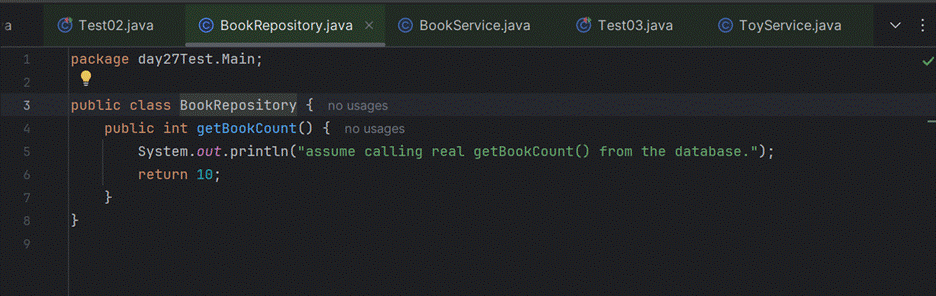 a Test02.java BookRepository.java BookService.java Test03.java ToyService.java
1 package day27Test.Main;
2
3 public class BookRepository { no usages
4 public int getBookCount() { no usages
5 System.out.println("assume calling real getBookCount() from the database.");
6 return 10;
7 }
8 }
9